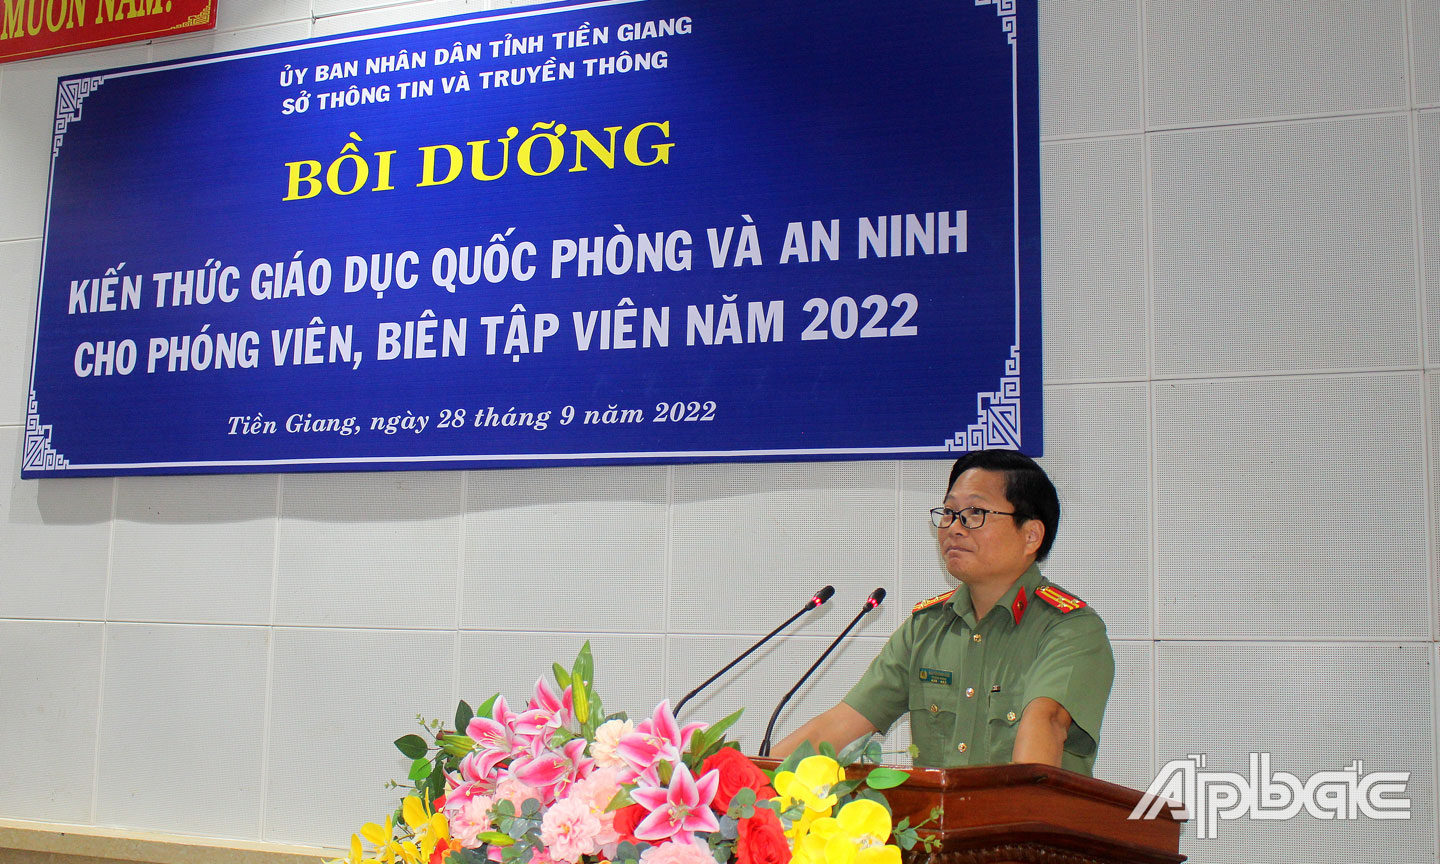 MUÔN NĂM!
ỦY BAN NHÂN DÂN TỈNH TIỀN GIANG
SỞ THÔNG TIN VÀ TRUYỀN THÔNG
BỒI DƯỠNG
KIẾN THỨC GIÁO DỤC QUỐC PHÒNG VÀ AN NINH
CHO PHÓNG VIÊN, BIÊN TẬP VIÊN NĂM 2022
Tiền Giang, ngày 28 tháng 9 năm 2022
Apbac